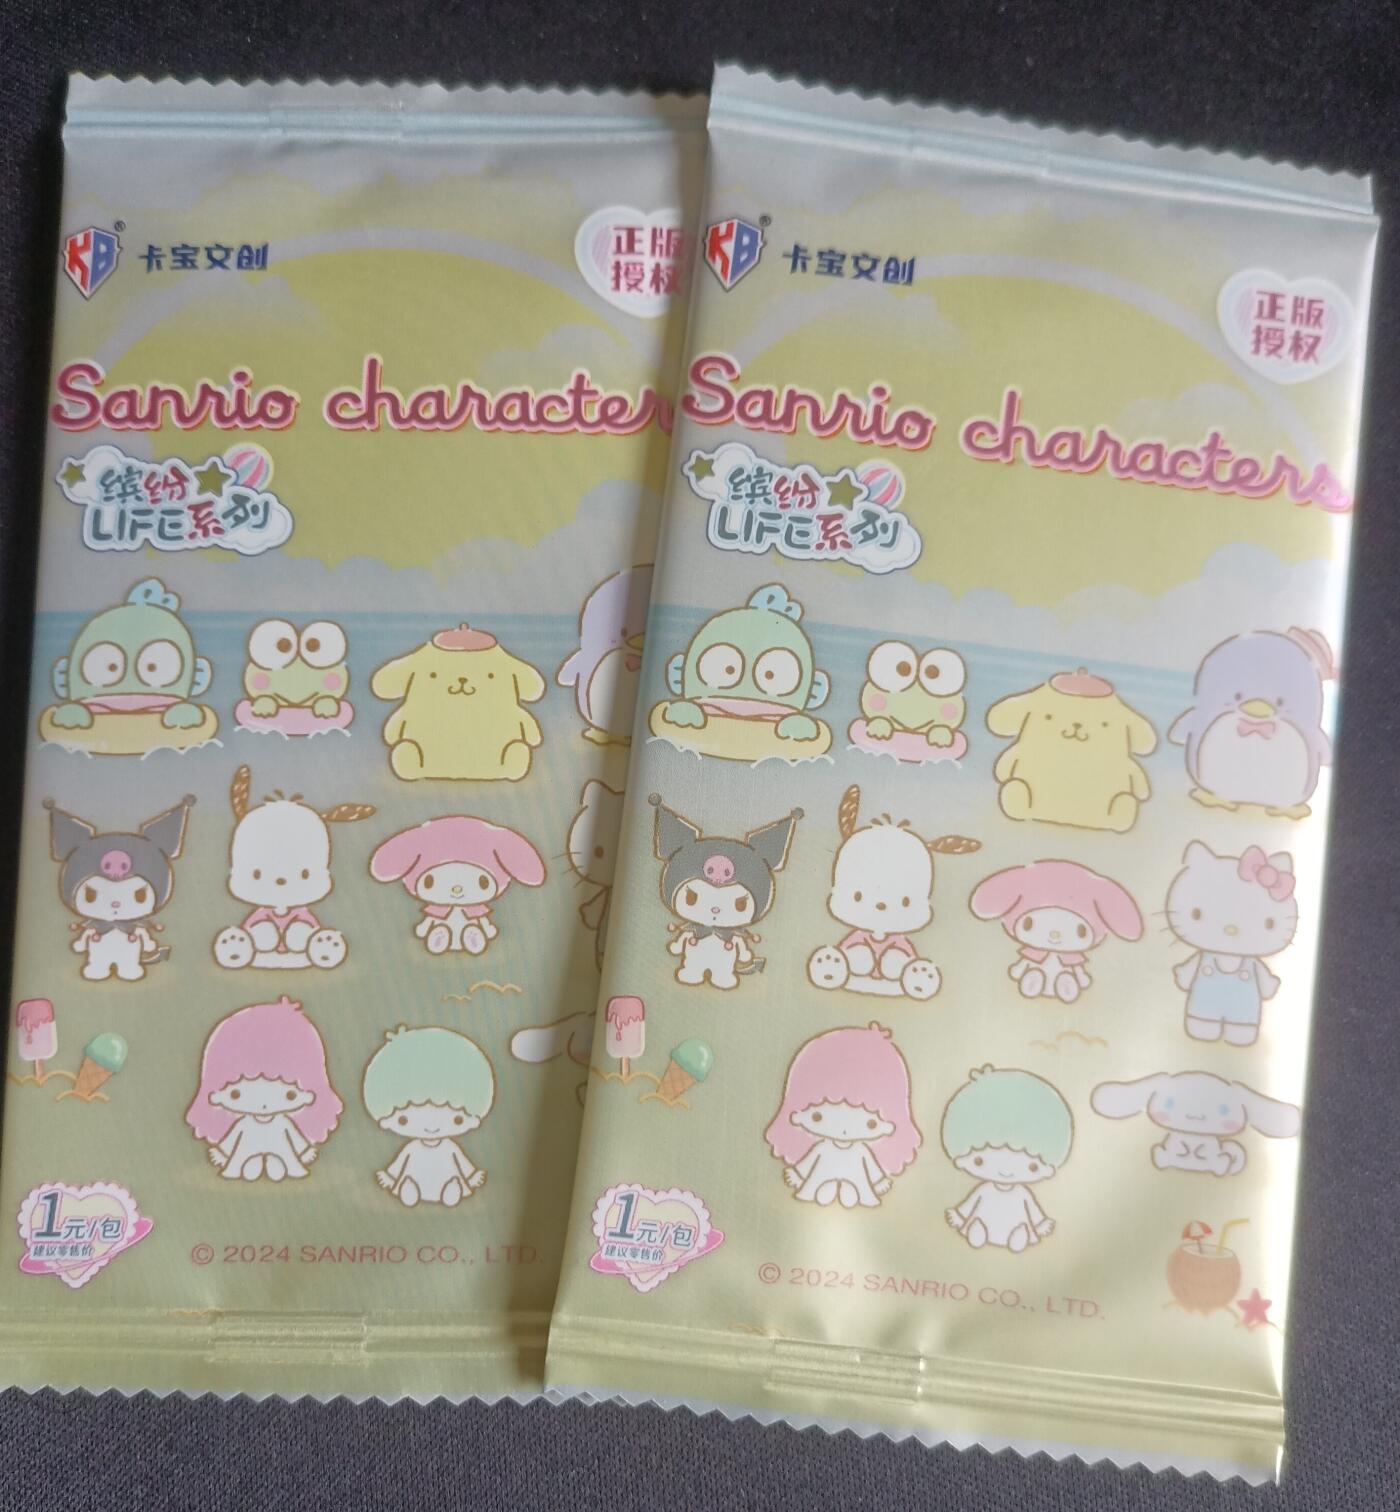 KB®
卡宝文创
正版
授权
Sanrio character
缤纷
LIFE系列
1元/包
建议零售价
© 2024 SANRIO CO., LTD.
KB®
卡宝文创
正版
授权
Sanrio characters
缤纷
LIFE系列
1元/包
建议零售价
© 2024 SANRIO CO., LTD.